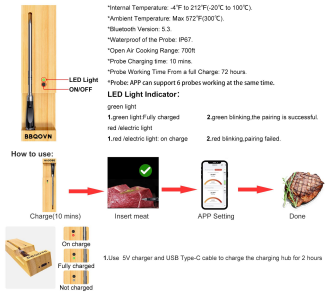 *Internal Temperature: -4°F to 212°F(-20°C to 100°C).
*Ambient Temperature: Max 572°F(300°C).
*Bluetooth Version: 5.3.
*Waterproof of the Probe: IP67.
*Open Air Cooking Range: 700ft
*Probe Charging time: 10 mins.
*Probe Working Time From a full Charge: 72 hours.
*Probe: APP can support 6 probes working at the same time.
LED Light
ON/OFF
BBQOVN
LED Light Indicator:
green light
1.green light:Fully charged 2.green blinking,the pairing is successful.
red /electric light
1.red /electric light: on charge 2.red blinking,pairing failed.
How to use:
Charge(10 mins) Insert meat APP Setting Done
On charge
Fully charged
Not charged
1.Use 5V charger and USB Type-C cable to charge the charging hub for 2 hours